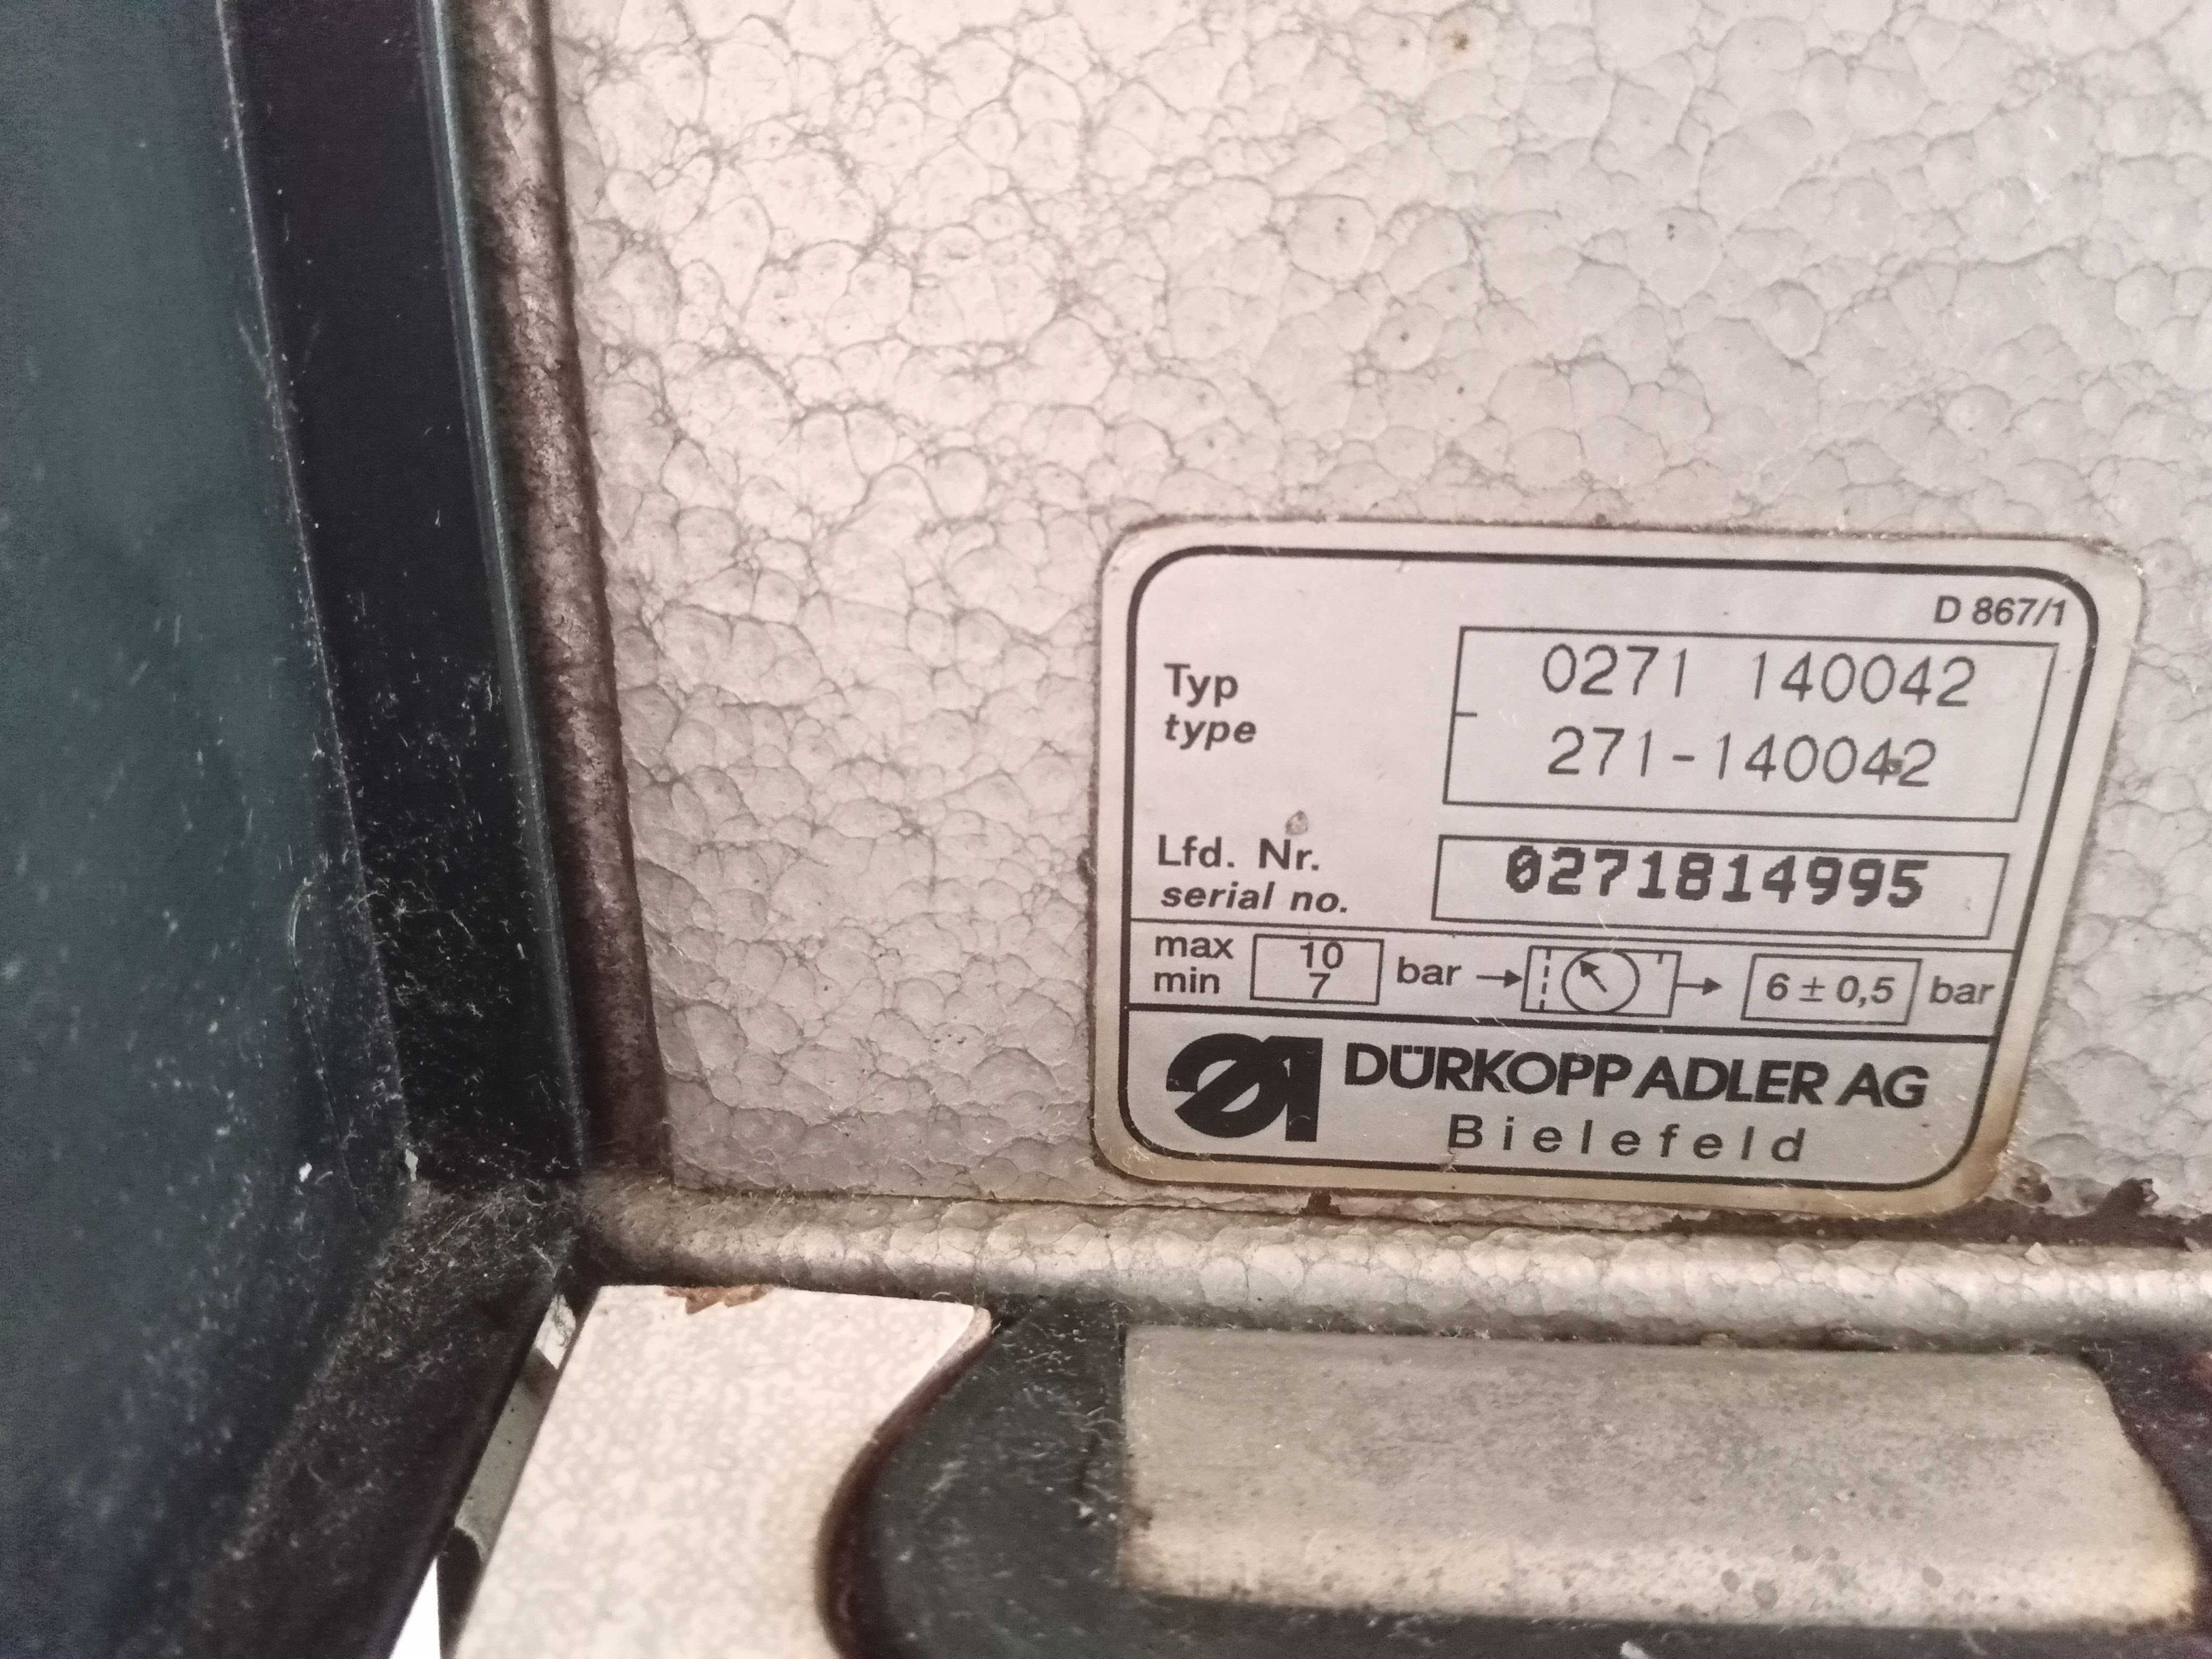 D 867/1
Typ
type
0271 140042
271-140042
Lfd. Nr.
serial no.
0271814995
max
min
10
7
bar
6 ± 0,5
bar
DÜRKOPP ADLER AG
Bielefeld